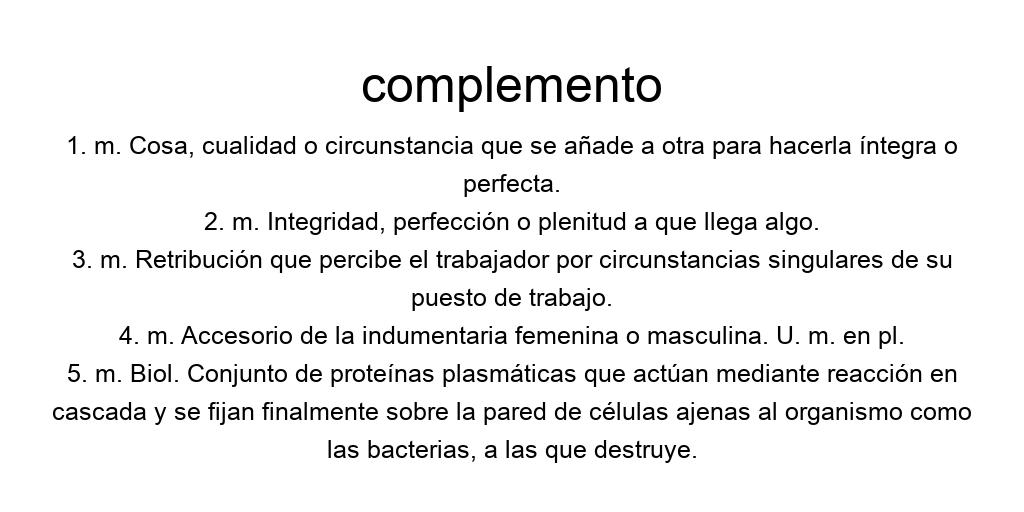 complemento
1. m. Cosa, cualidad o circunstancia que se añade a otra para hacerla íntegra o
perfecta.
2. m. Integridad, perfección o plenitud a que llega algo.
3. m. Retribución que percibe el trabajador por circunstancias singulares de su
puesto de trabajo.
4. m. Accesorio de la indumentaria femenina o masculina. U. m. en pl.
5. m. Biol. Conjunto de proteínas plasmáticas que actúan mediante reacción en
cascada y se fijan finalmente sobre la pared de células ajenas al organismo como
las bacterias, a las que destruye.